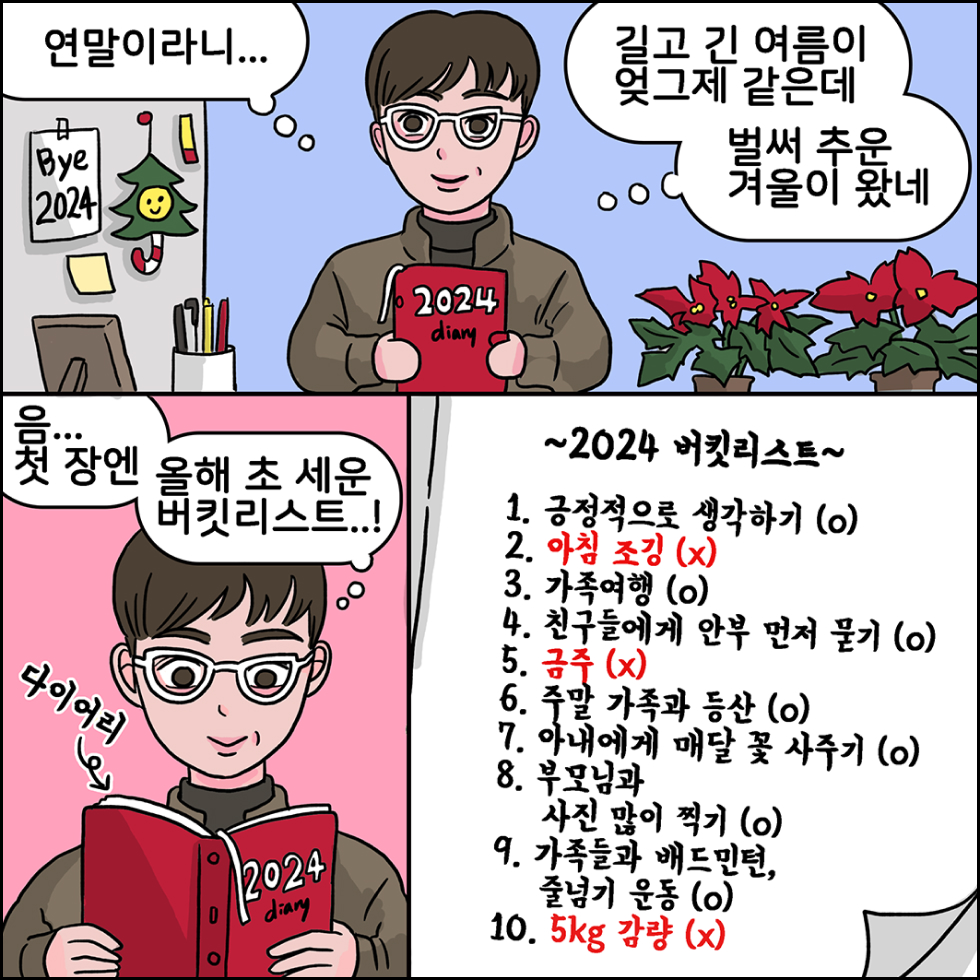 연말이라니...
길고 긴 여름이
엊그제 같은데
벌써 추운
겨울이 왔네
Bye
2024
2024
diary
음...
첫 장엔
올해 초 세운
버킷리스트..!
다이어리
2024
diary
~2024 버킷리스트~
1. 긍정적으로 생각하기 (o)
2. 아침 조깅 (x)
3. 가족여행 (o)
4. 친구들에게 안부 먼저 묻기 (o)
5. 금주 (x)
6. 주말 가족과 등산 (o)
7. 아내에게 매달 꽃 사주기 (o)
8. 부모님과
사진 많이 찍기 (o)
9. 가족들과 배드민턴,
줄넘기 운동 (o)
10. 5kg 감량 (x)